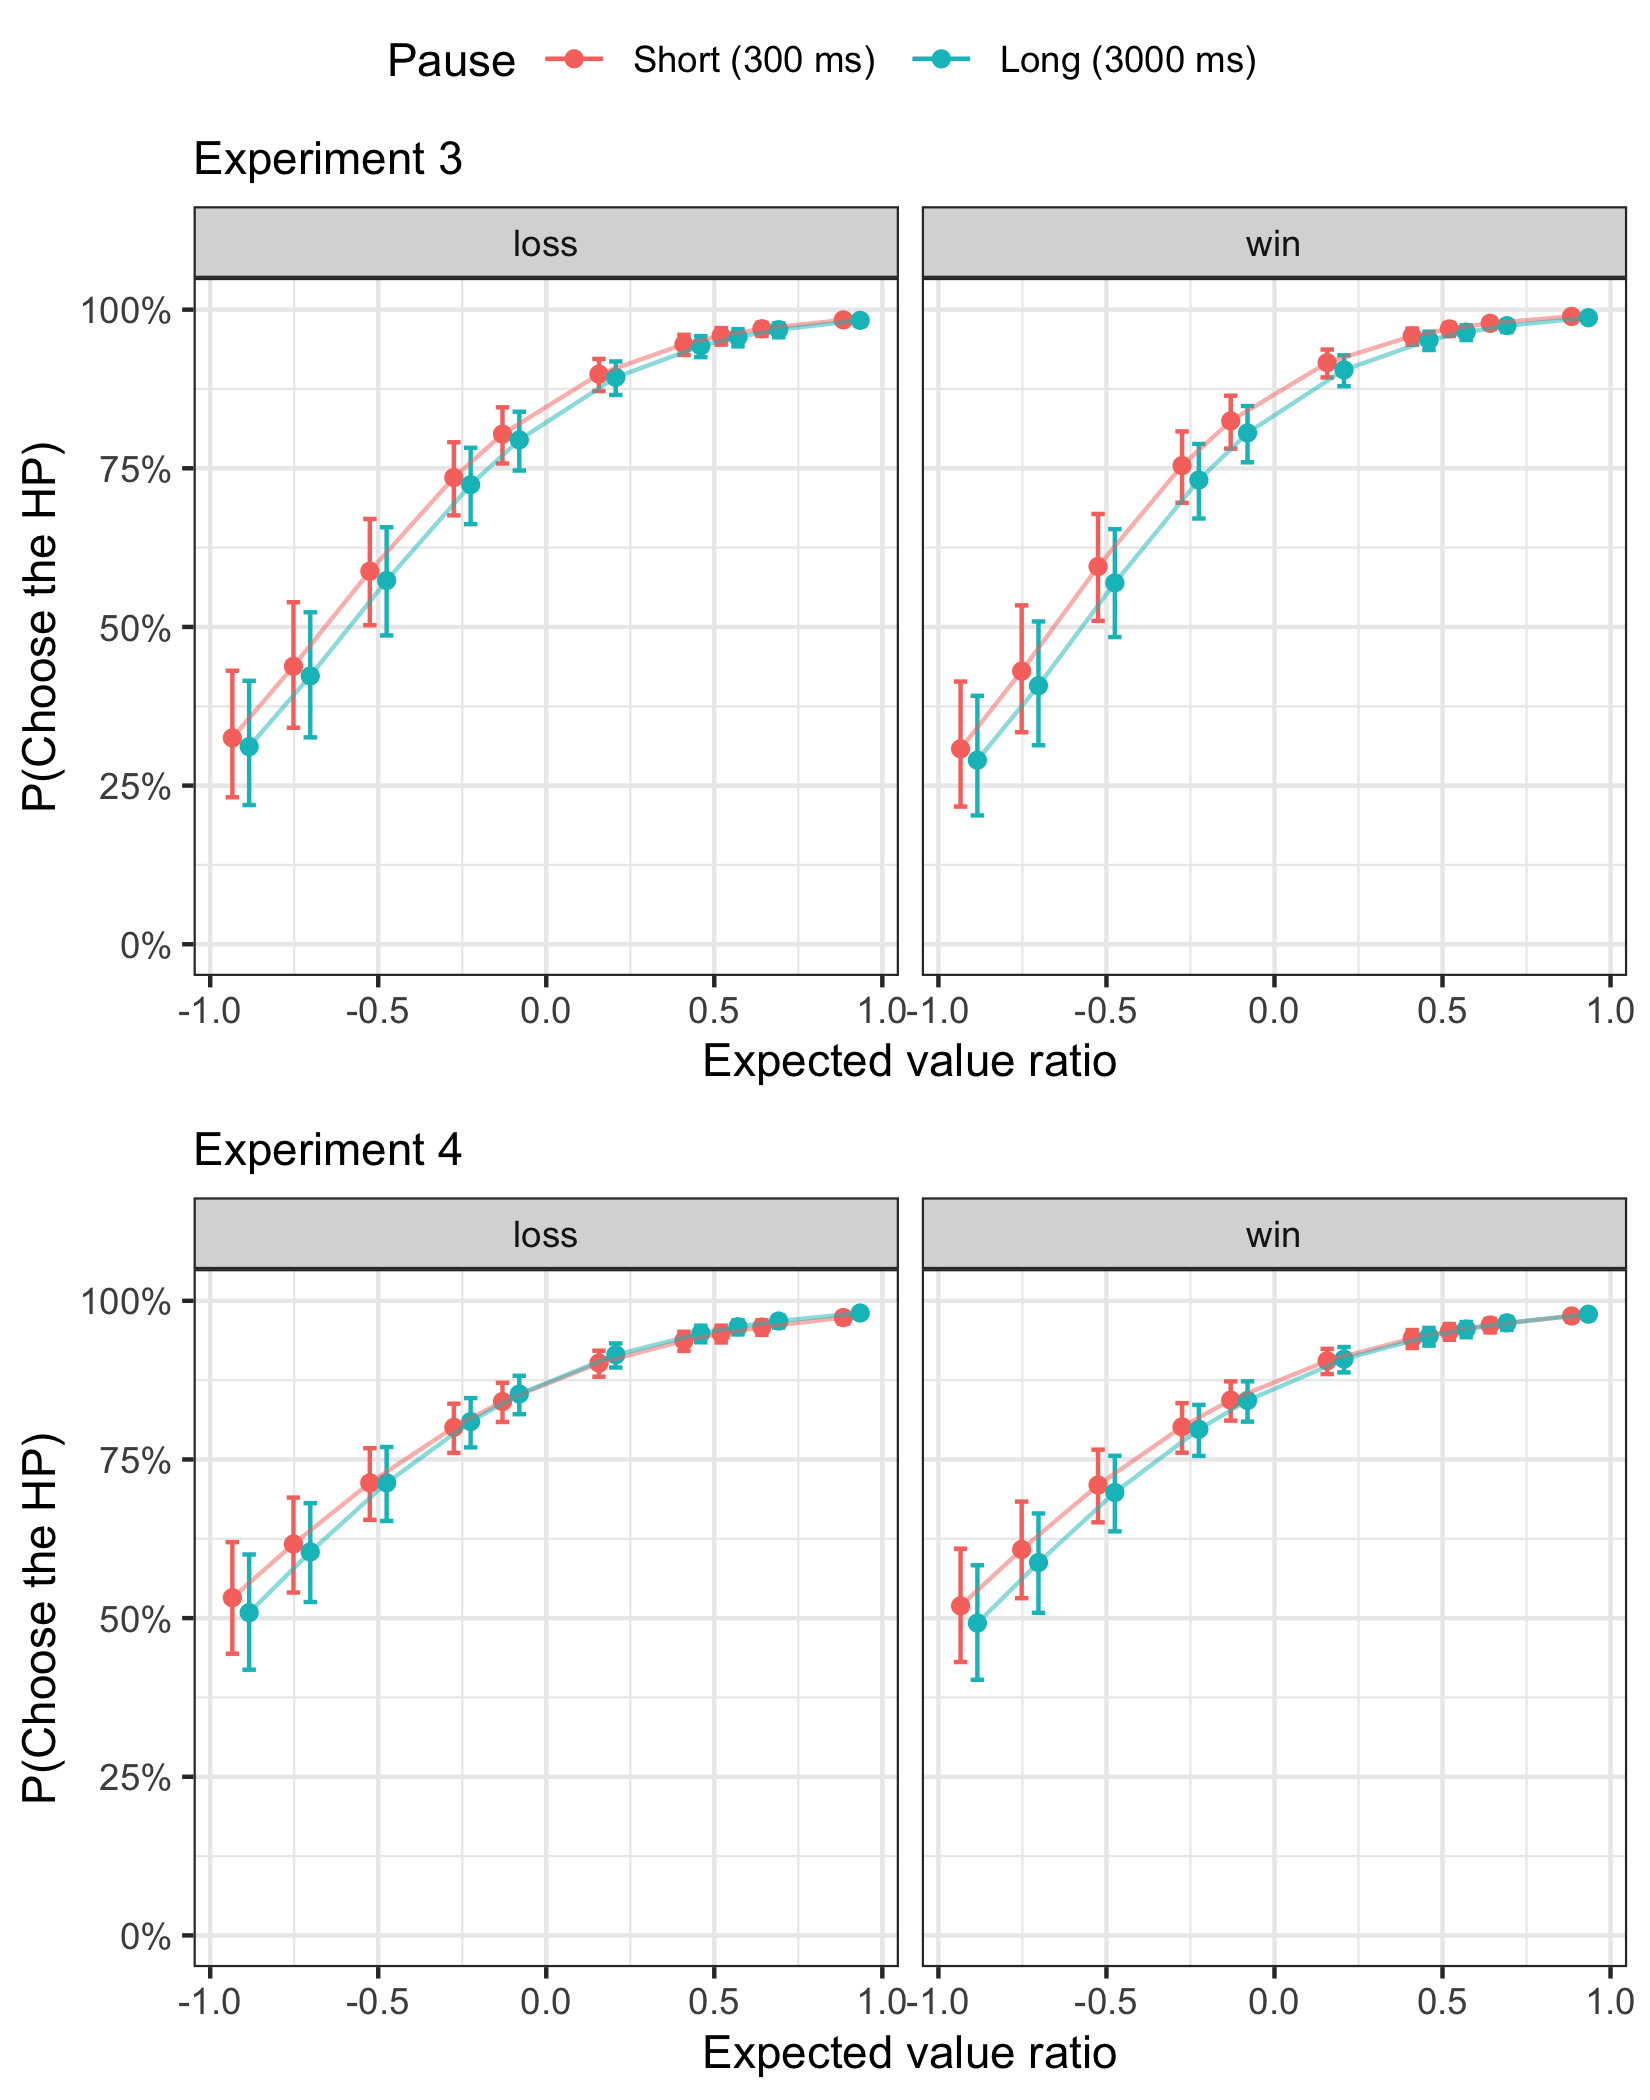 Pause Short (300 ms) Long (3000 ms)
Experiment 3
loss win
100%
75%
50%
25%
0%
P(Choose the HP)
-1.0 -0.5 0.0 0.5 1.0 -1.0 -0.5 0.0 0.5 1.0
Expected value ratio
Experiment 4
loss win
100%
75%
50%
25%
0%
P(Choose the HP)
-1.0 -0.5 0.0 0.5 1.0 -1.0 -0.5 0.0 0.5 1.0
Expected value ratio